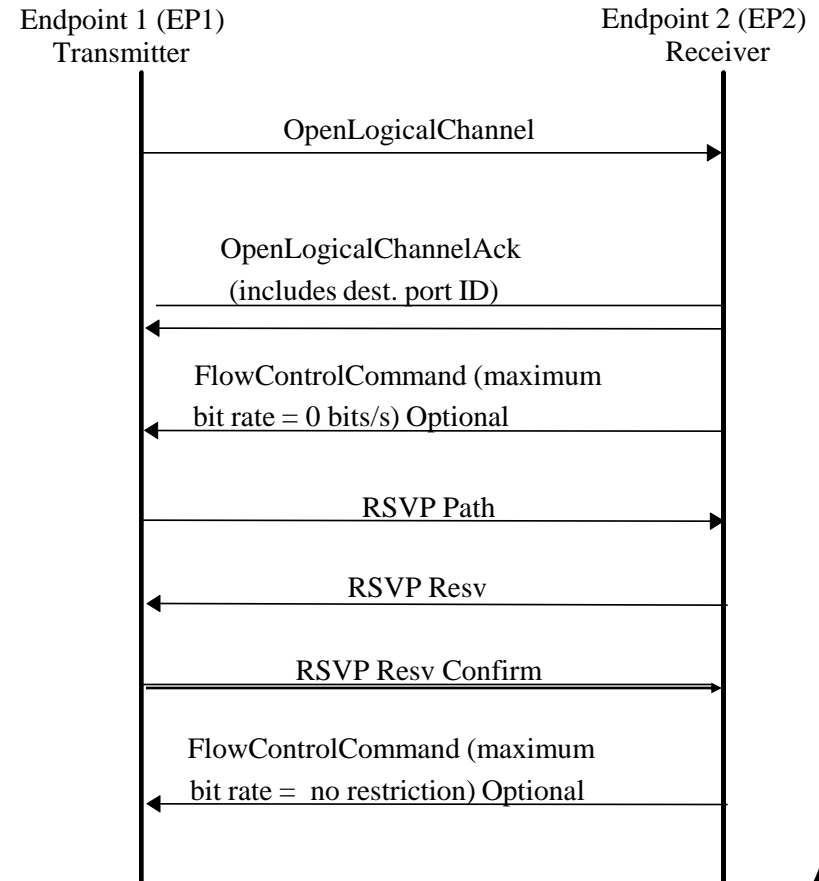 Endpoint 1 (EP1)
Transmitter
Endpoint 2 (EP2)
Receiver
OpenLogicalChannel
OpenLogicalChannelAck
(includes dest. port ID)
FlowControlCommand (maximum
bit rate = 0 bits/s) Optional
RSVP Path
RSVP Resv
RSVP Resv Confirm
FlowControlCommand (maximum
bit rate =  no restriction) Optional